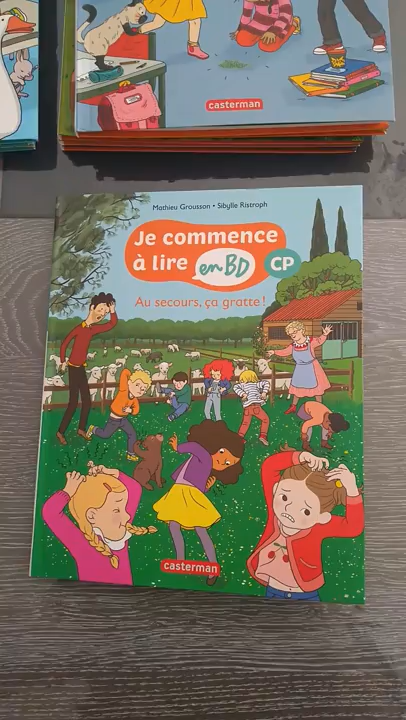 casterman
Mathieu Grousson • Sibylle Ristroph
Je commence
à lire en BD CP
Au secours, ça gratte !
casterman